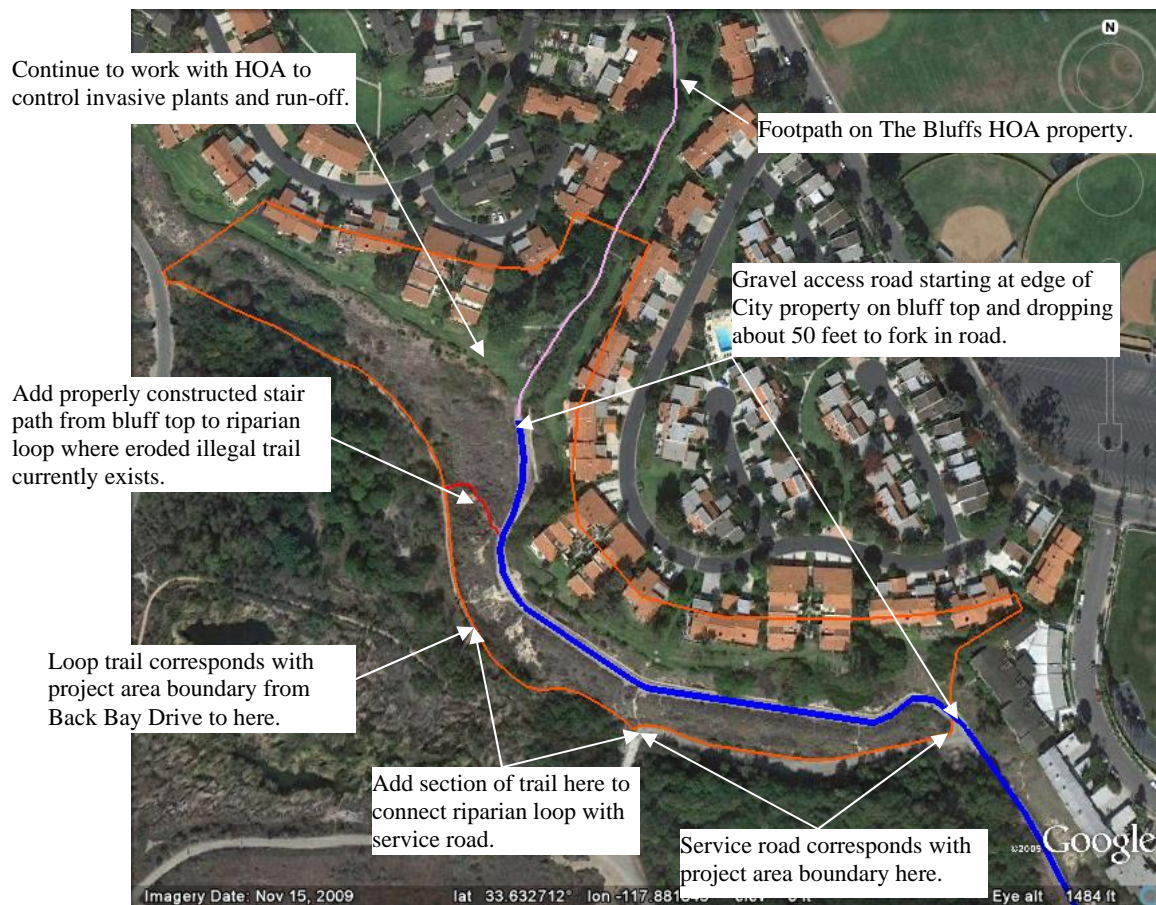 Continue to work with HOA to
control invasive plants and run-off.
N
Footpath on The Bluffs HOA property.
Gravel access road starting at edge of
City property on bluff top and dropping
about 50 feet to fork in road.
Add properly constructed stair
path from bluff top to riparian
loop where eroded illegal trail
currently exists.
Loop trail corresponds with
project area boundary from
Back Bay Drive to here.
Add section of trail here to
connect riparian loop with
service road.
Service road corresponds with
project area boundary here.
©2009 Google
Imagery Date: Nov 15, 2009 lat 33.632712° lon Eye alt 1484 ft